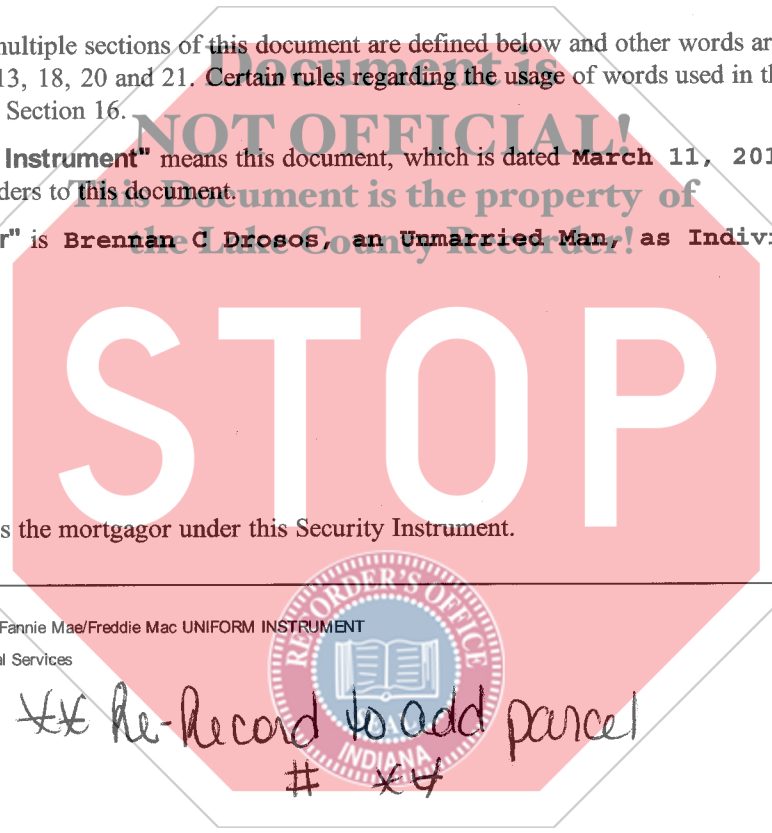 multiple sections of this document are defined below and other words ar
13, 18, 20 and 21. Certain rules regarding the usage of words used in th
Section 16.
Document is
NOT OFFICIAL!
This Document is the property of
the Lake County Recorder!
Instrument" means this document, which is dated March 11, 201
ders to this document.
r" is Brennan C Drosos, an Unmarried Man, as Indivi
STOP
s the mortgagor under this Security Instrument.
Fannie Mae/Freddie Mac UNIFORM INSTRUMENT
al Services
RECORDER'S OFFICE
SEAL
INDIANA
** Re-Record to add parcel
# **